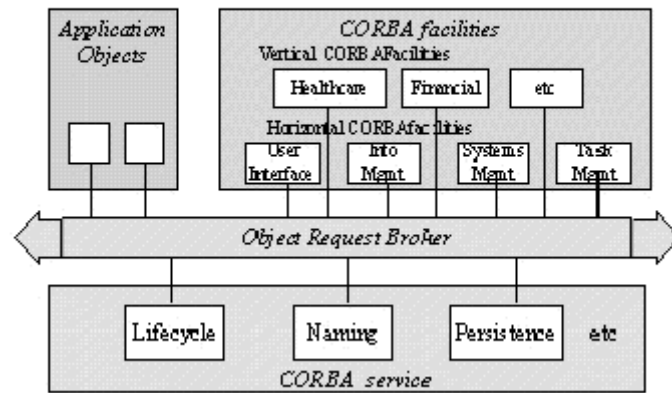 Application
Objects
CORBA facilities
Vertical CORBAFacilities
Healthcare
Financial
etc
Horizontal CORBAfacilities
User
Interface
Info
Mgmt
Systems
Mgmt
Task
Mgmt
Object Request Broker
Lifecycle
Naming
Persistence
etc
CORBA service